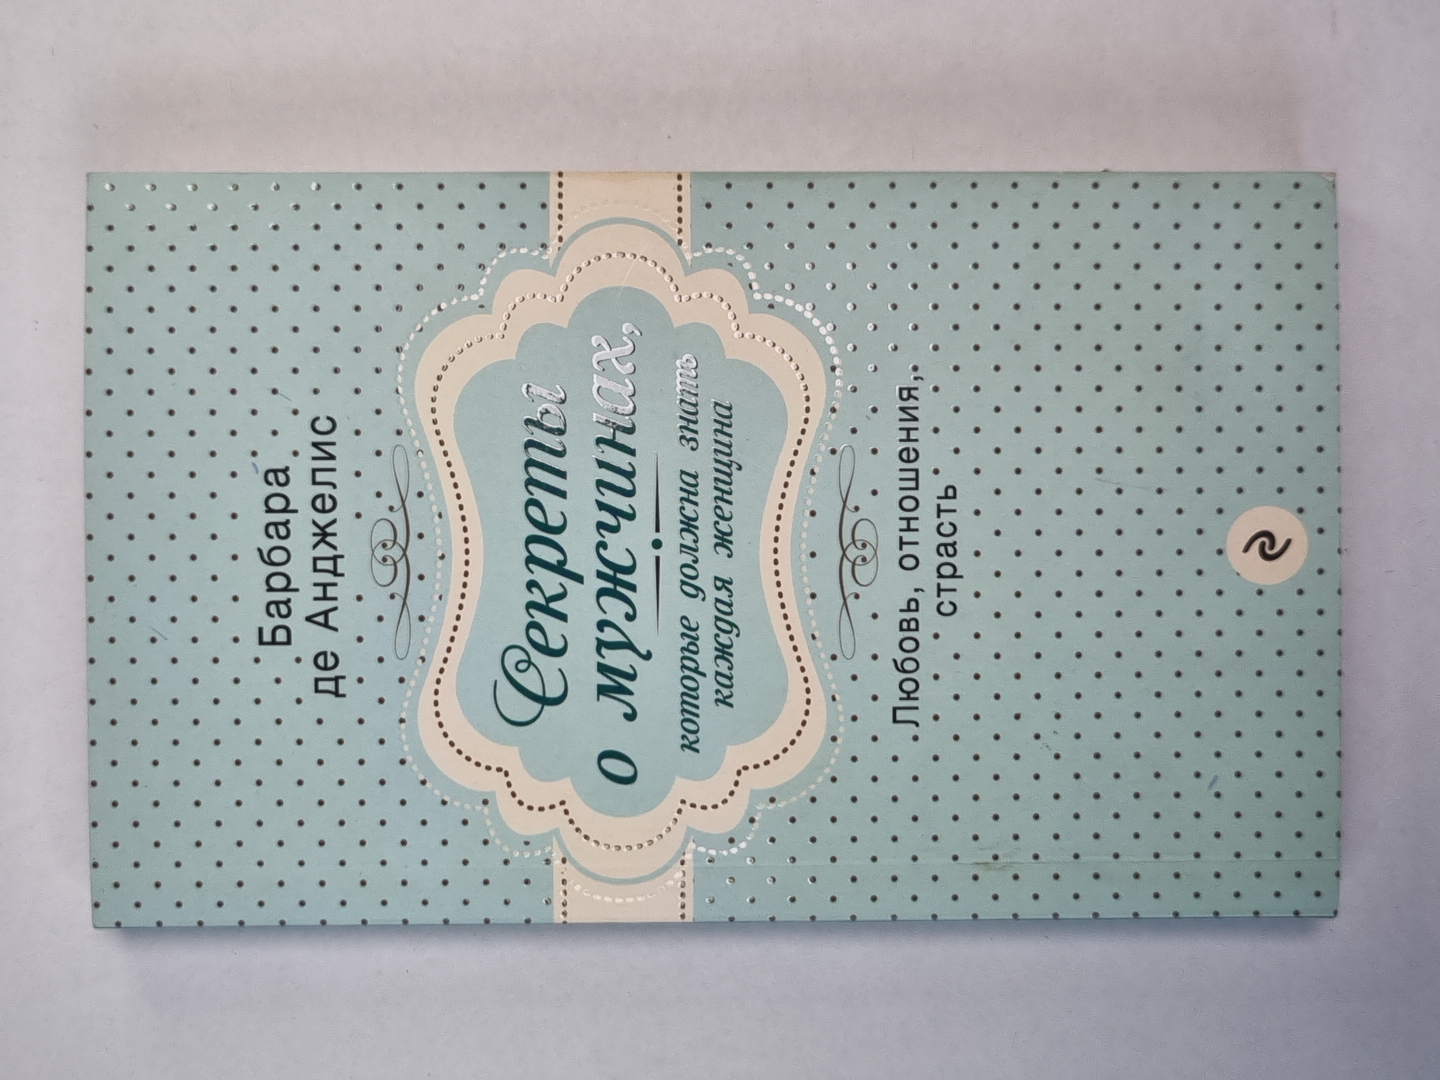 Барбара
де Анджелис
Секреты
о мужчинах,
которые должна знать
каждая женщина
Любовь, отношения,
страсть